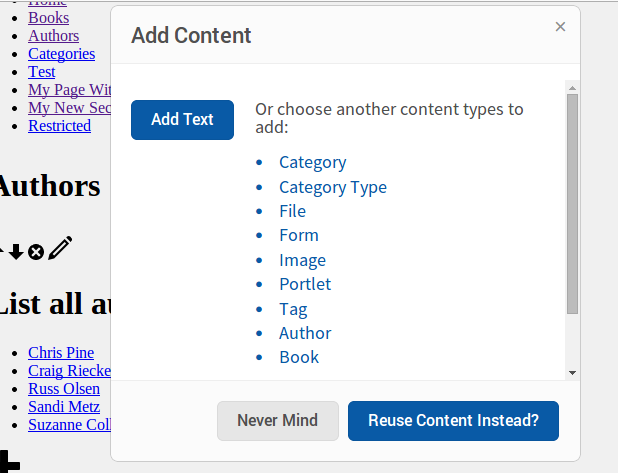 Home
Books
Authors
Categories
Test
My Page Wit
My New Sec
Restricted
Authors
List all au
Chris Pine
Craig Riecke
Russ Olsen
Sandi Metz
Suzanne Coll
Add Content
×
Add Text
Or choose another content types to
add:
Category
Category Type
File
Form
Image
Portlet
Tag
Author
Book
Never Mind
Reuse Content Instead?